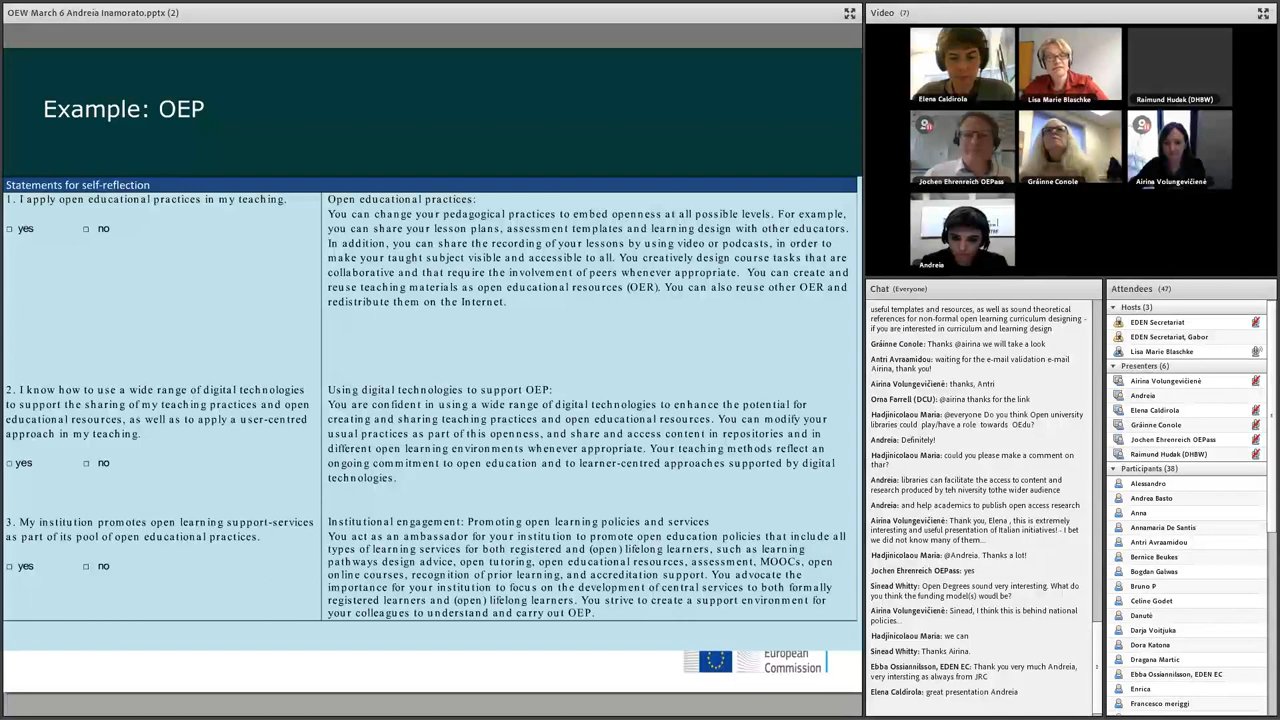 OEW March 6 Andreia Inamorato.pptx (2)
Example: OEP
Statements for self-reflection
1. I apply open educational practices in my teaching.
□ yes □ no
Open educational practices:
You can change your pedagogical practices to embed openness at all possible levels. For example,
you can share your lesson plans, assessment templates and learning design with other educators.
In addition, you can share the recording of your lessons by using video or podcasts, in order to
make your taught subject visible and accessible to all. You creatively design course tasks that are
collaborative and that require the involvement of peers whenever appropriate. You can create and
reuse teaching materials as open educational resources (OER). You can also reuse other OER and
redistribute them on the Internet.
2. I know how to use a wide range of digital technologies
to support the sharing of my teaching practices and open
educational resources, as well as to apply a user-centred
approach in my teaching.
□ yes □ no
Using digital technologies to support OEP:
You are confident in using a wide range of digital technologies to enhance the potential for
creating and sharing teaching practices and open educational resources. You can modify your
usual practices as part of this openness, and share and access content in repositories and in
different open learning environments whenever appropriate. Your teaching methods reflect an
ongoing commitment to open education and to learner-centred approaches supported by digital
technologies.
3. My institution promotes open learning support-services
as part of its pool of open educational practices.
□ yes □ no
Institutional engagement: Promoting open learning policies and services
You act as an ambassador for your institution to promote open education policies that include all
types of learning services for both registered and (open) lifelong learners, such as learning
pathways design advice, open tutoring, open educational resources, assessment, MOOCs, open
online courses, recognition of prior learning, and accreditation support. You advocate the
importance for your institution to focus on the development of central services to both formally
registered learners and (open) lifelong learners. You strive to create a support environment for
your colleagues to understand and carry out OEP.
European
Commission
Video (7)
Elena Caldirola
Lisa Marie Blaschke
Raimund Hudak (DHBW)
Jochen Ehrenreich OEPass
Gráinne Conole
Airina Volungevičienė
Andreia
Chat (Everyone)
useful templates and resources, as well as sound theoretical
references for non-formal open learning curriculum designing -
if you are interested in curriculum and learning design
Gráinne Conole: Thanks @airina we will take a look
Antri Avraamidou: waiting for the e-mail validation e-mail
Airina, thank you!
Airina Volungevičienė: thanks, Antri
Orna Farrell (DCU): @airina thanks for the link
Hadjinicolaou Maria: @everyone Do you think Open university
libraries could play/have a role towards OEdu?
Andreia: Definitely!
Hadjinicolaou Maria: could you please make a comment on
thar?
Andreia: libraries can facilitate the access to content and
research produced by teh niversity tothe wider audience
Andreia: and help academics to publish open access research
Airina Volungevičienė: Thank you, Elena , this is extremely
interesting and useful presentation of Italian initiatives! - I bet
we did not know many of them...
Hadjinicolaou Maria: @Andreia. Thanks a lot!
Jochen Ehrenreich OEPass: yes
Sinead Whitty: Open Degrees sound very interesting. What do
you think the funding model(s) woudl be?
Airina Volungevičienė: Sinead, I think this is behind national
policies...
Hadjinicolaou Maria: we can
Sinead Whitty: Thanks Airina.
Ebba Ossiannilsson, EDEN EC: Thank you very much Andreia,
very intersting as always from JRC
Elena Caldirola: great presentation Andreia
Attendees (47)
Hosts (3)
EDEN Secretariat
EDEN Secretariat, Gabor
Lisa Marie Blaschke
Presenters (6)
Airina Volungevičienė
Andreia
Elena Caldirola
Gráinne Conole
Jochen Ehrenreich OEPass
Raimund Hudak (DHBW)
Participants (38)
Alessandro
Andrea Basto
Anna
Annamaria De Santis
Antri Avraamidou
Bernice Beukes
Bogdan Galwas
Bruno P
Celine Godet
Danutė
Darja Voitjuka
Dora Katona
Dragana Martic
Ebba Ossiannilsson, EDEN EC
Enrica
Francesco meriggi